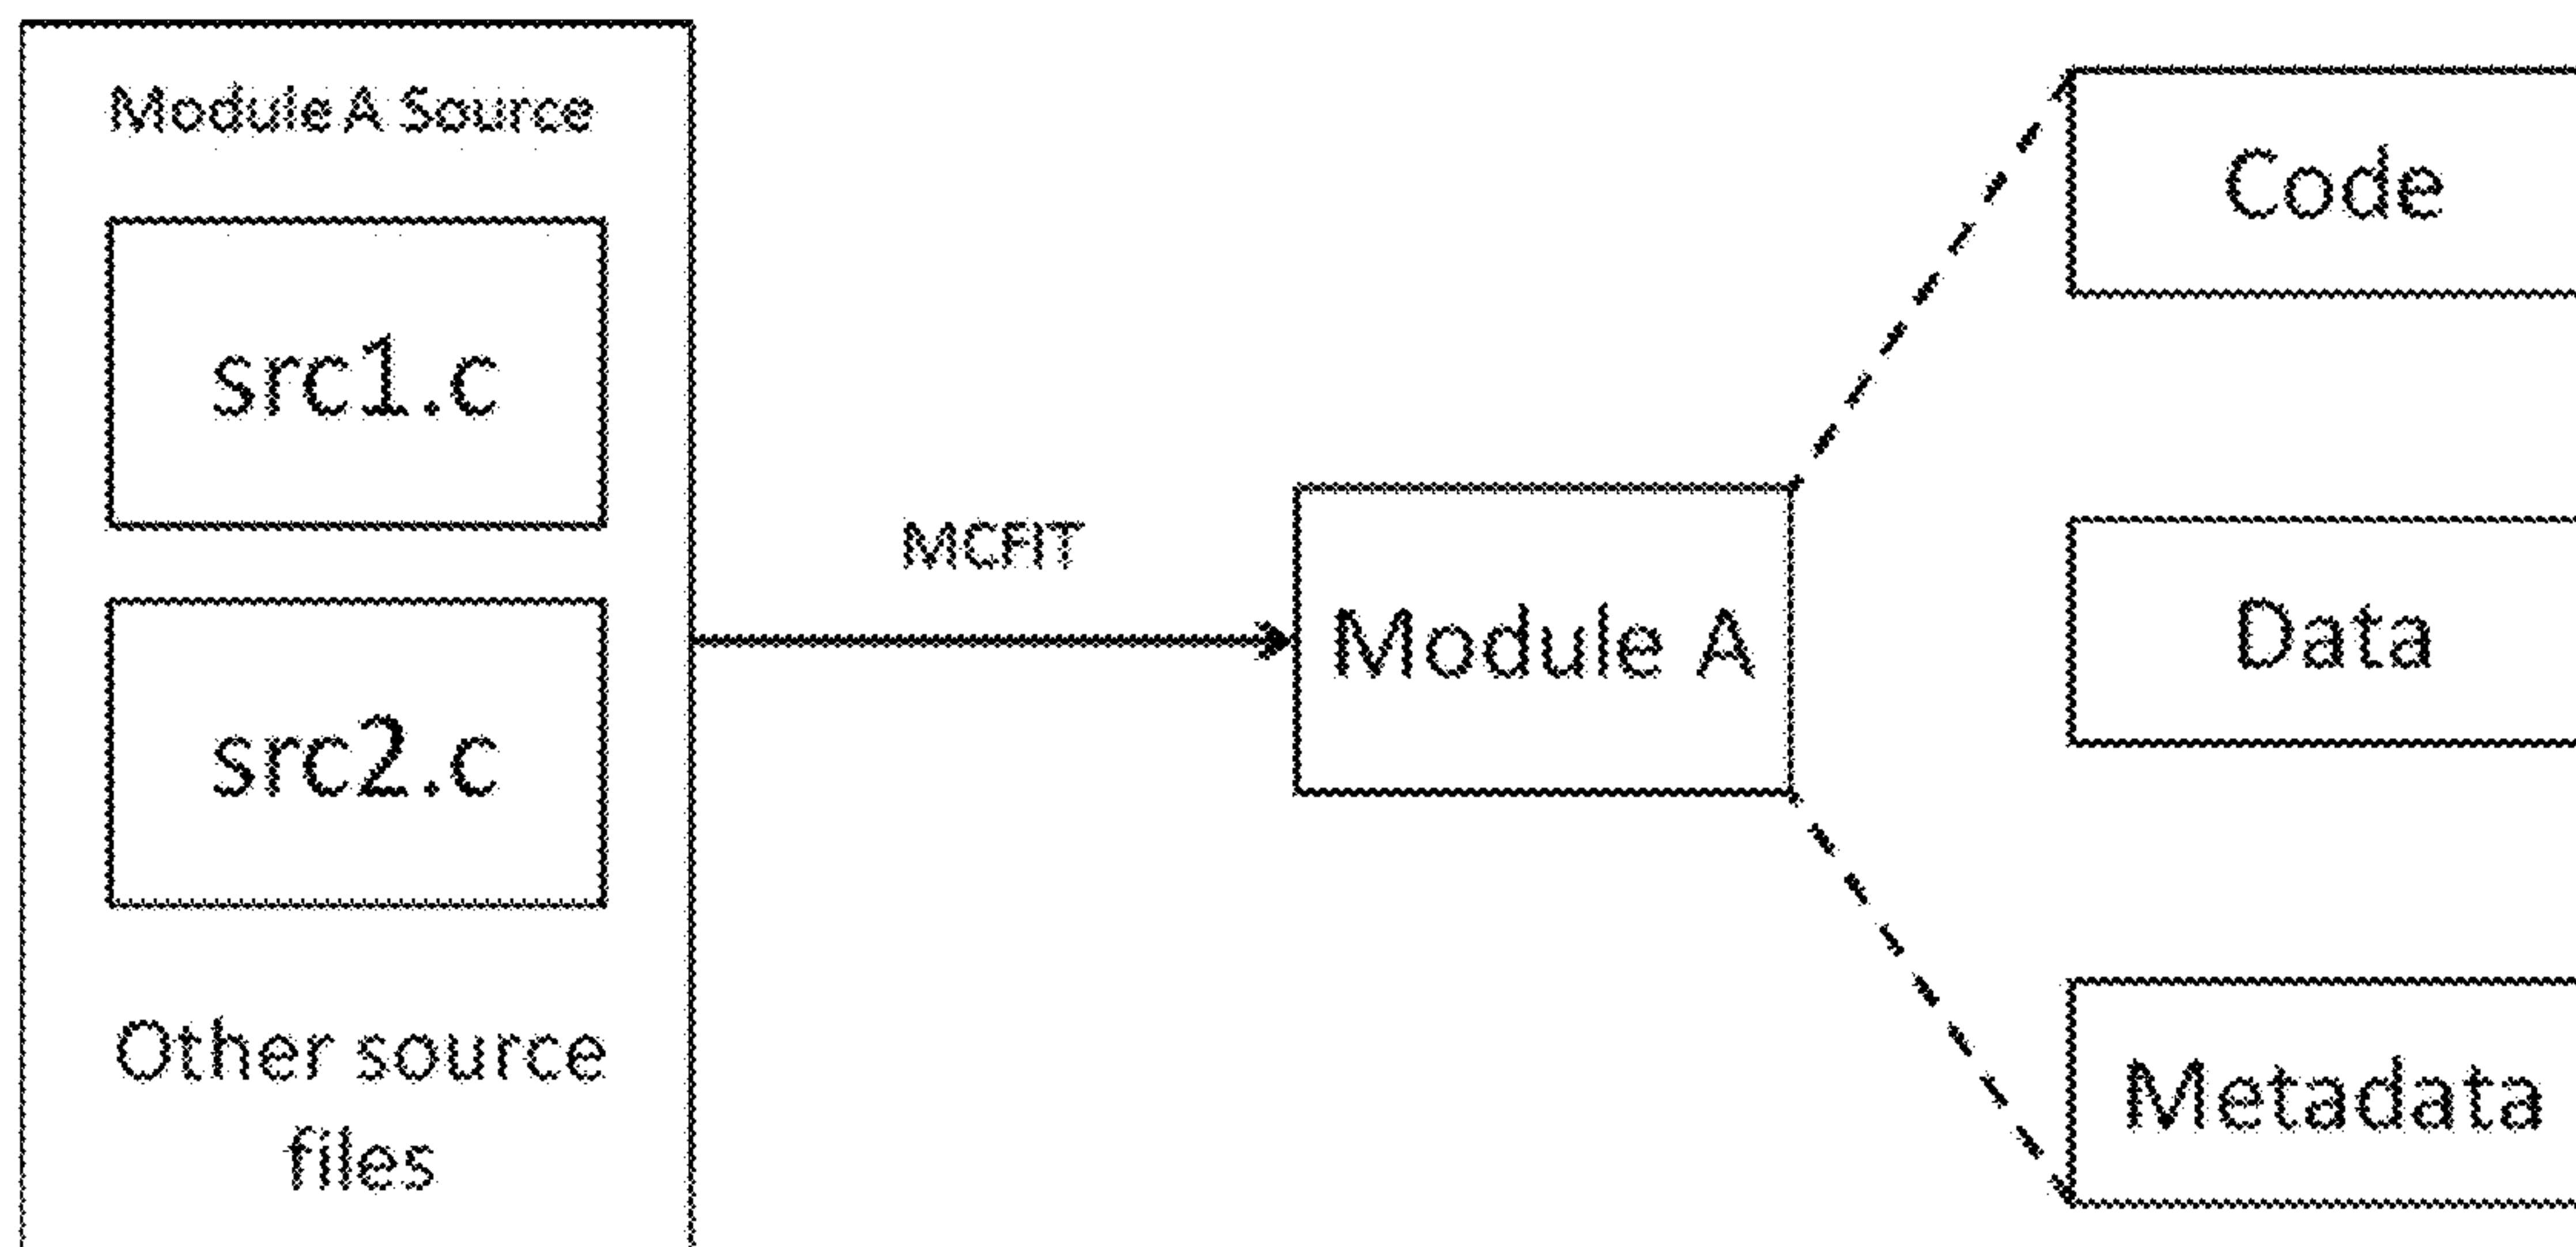 Module A Source
src1.c
src2.c
Other source
files
MCFIT
Module A
Code
Data
Metadata